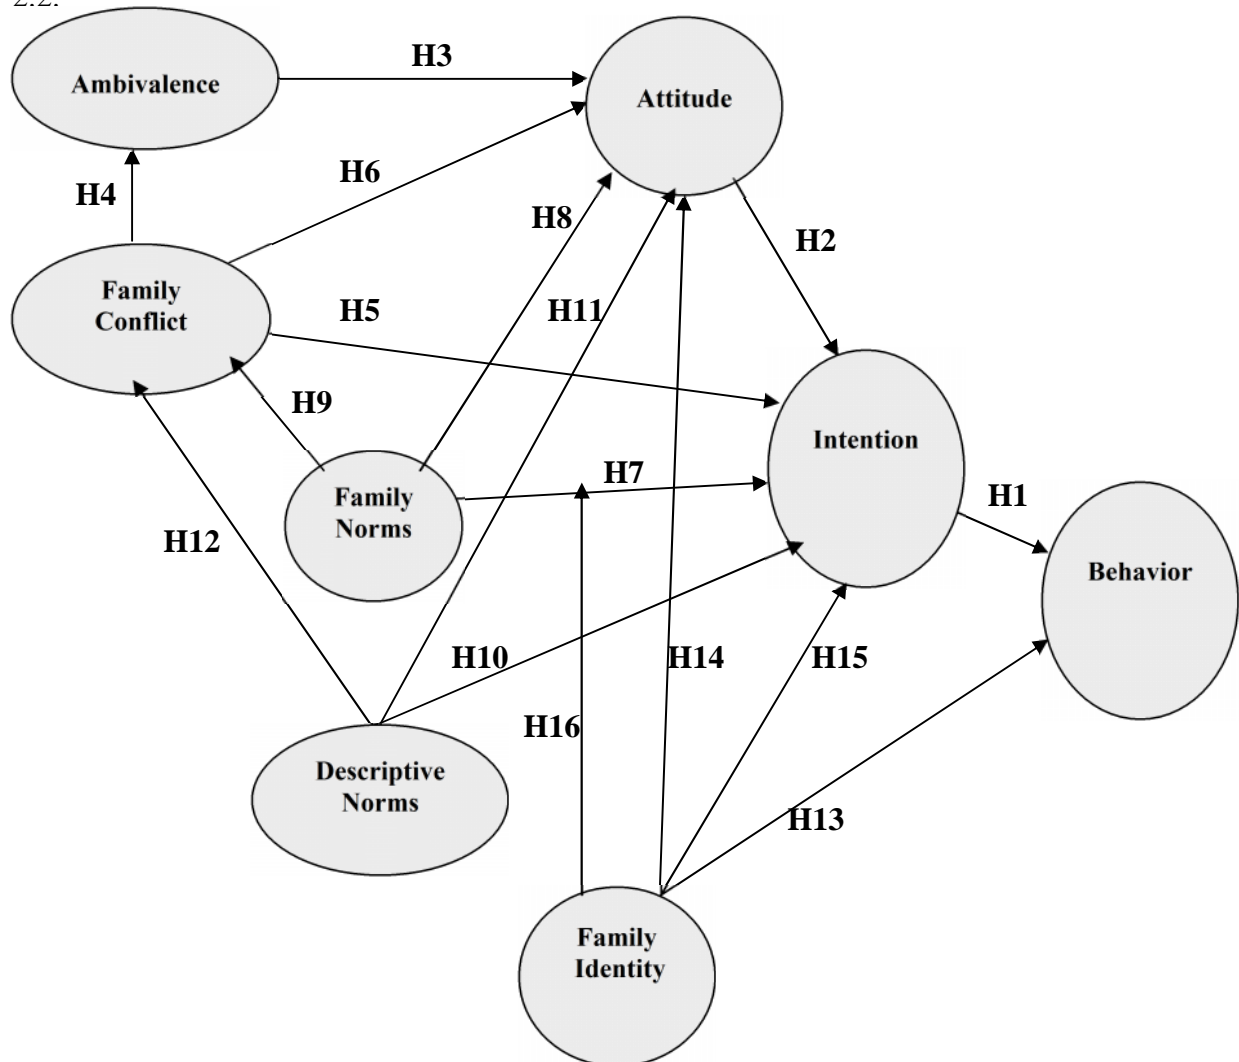 2.2.
H3
Ambivalence
Attitude
H6
H4
H8
H2
Family
Conflict
H5
H11
H9
Intention
H7
Family
Norms
H1
H12
Behavior
H10
H14
H15
H16
Descriptive
Norms
H13
Family
Identity